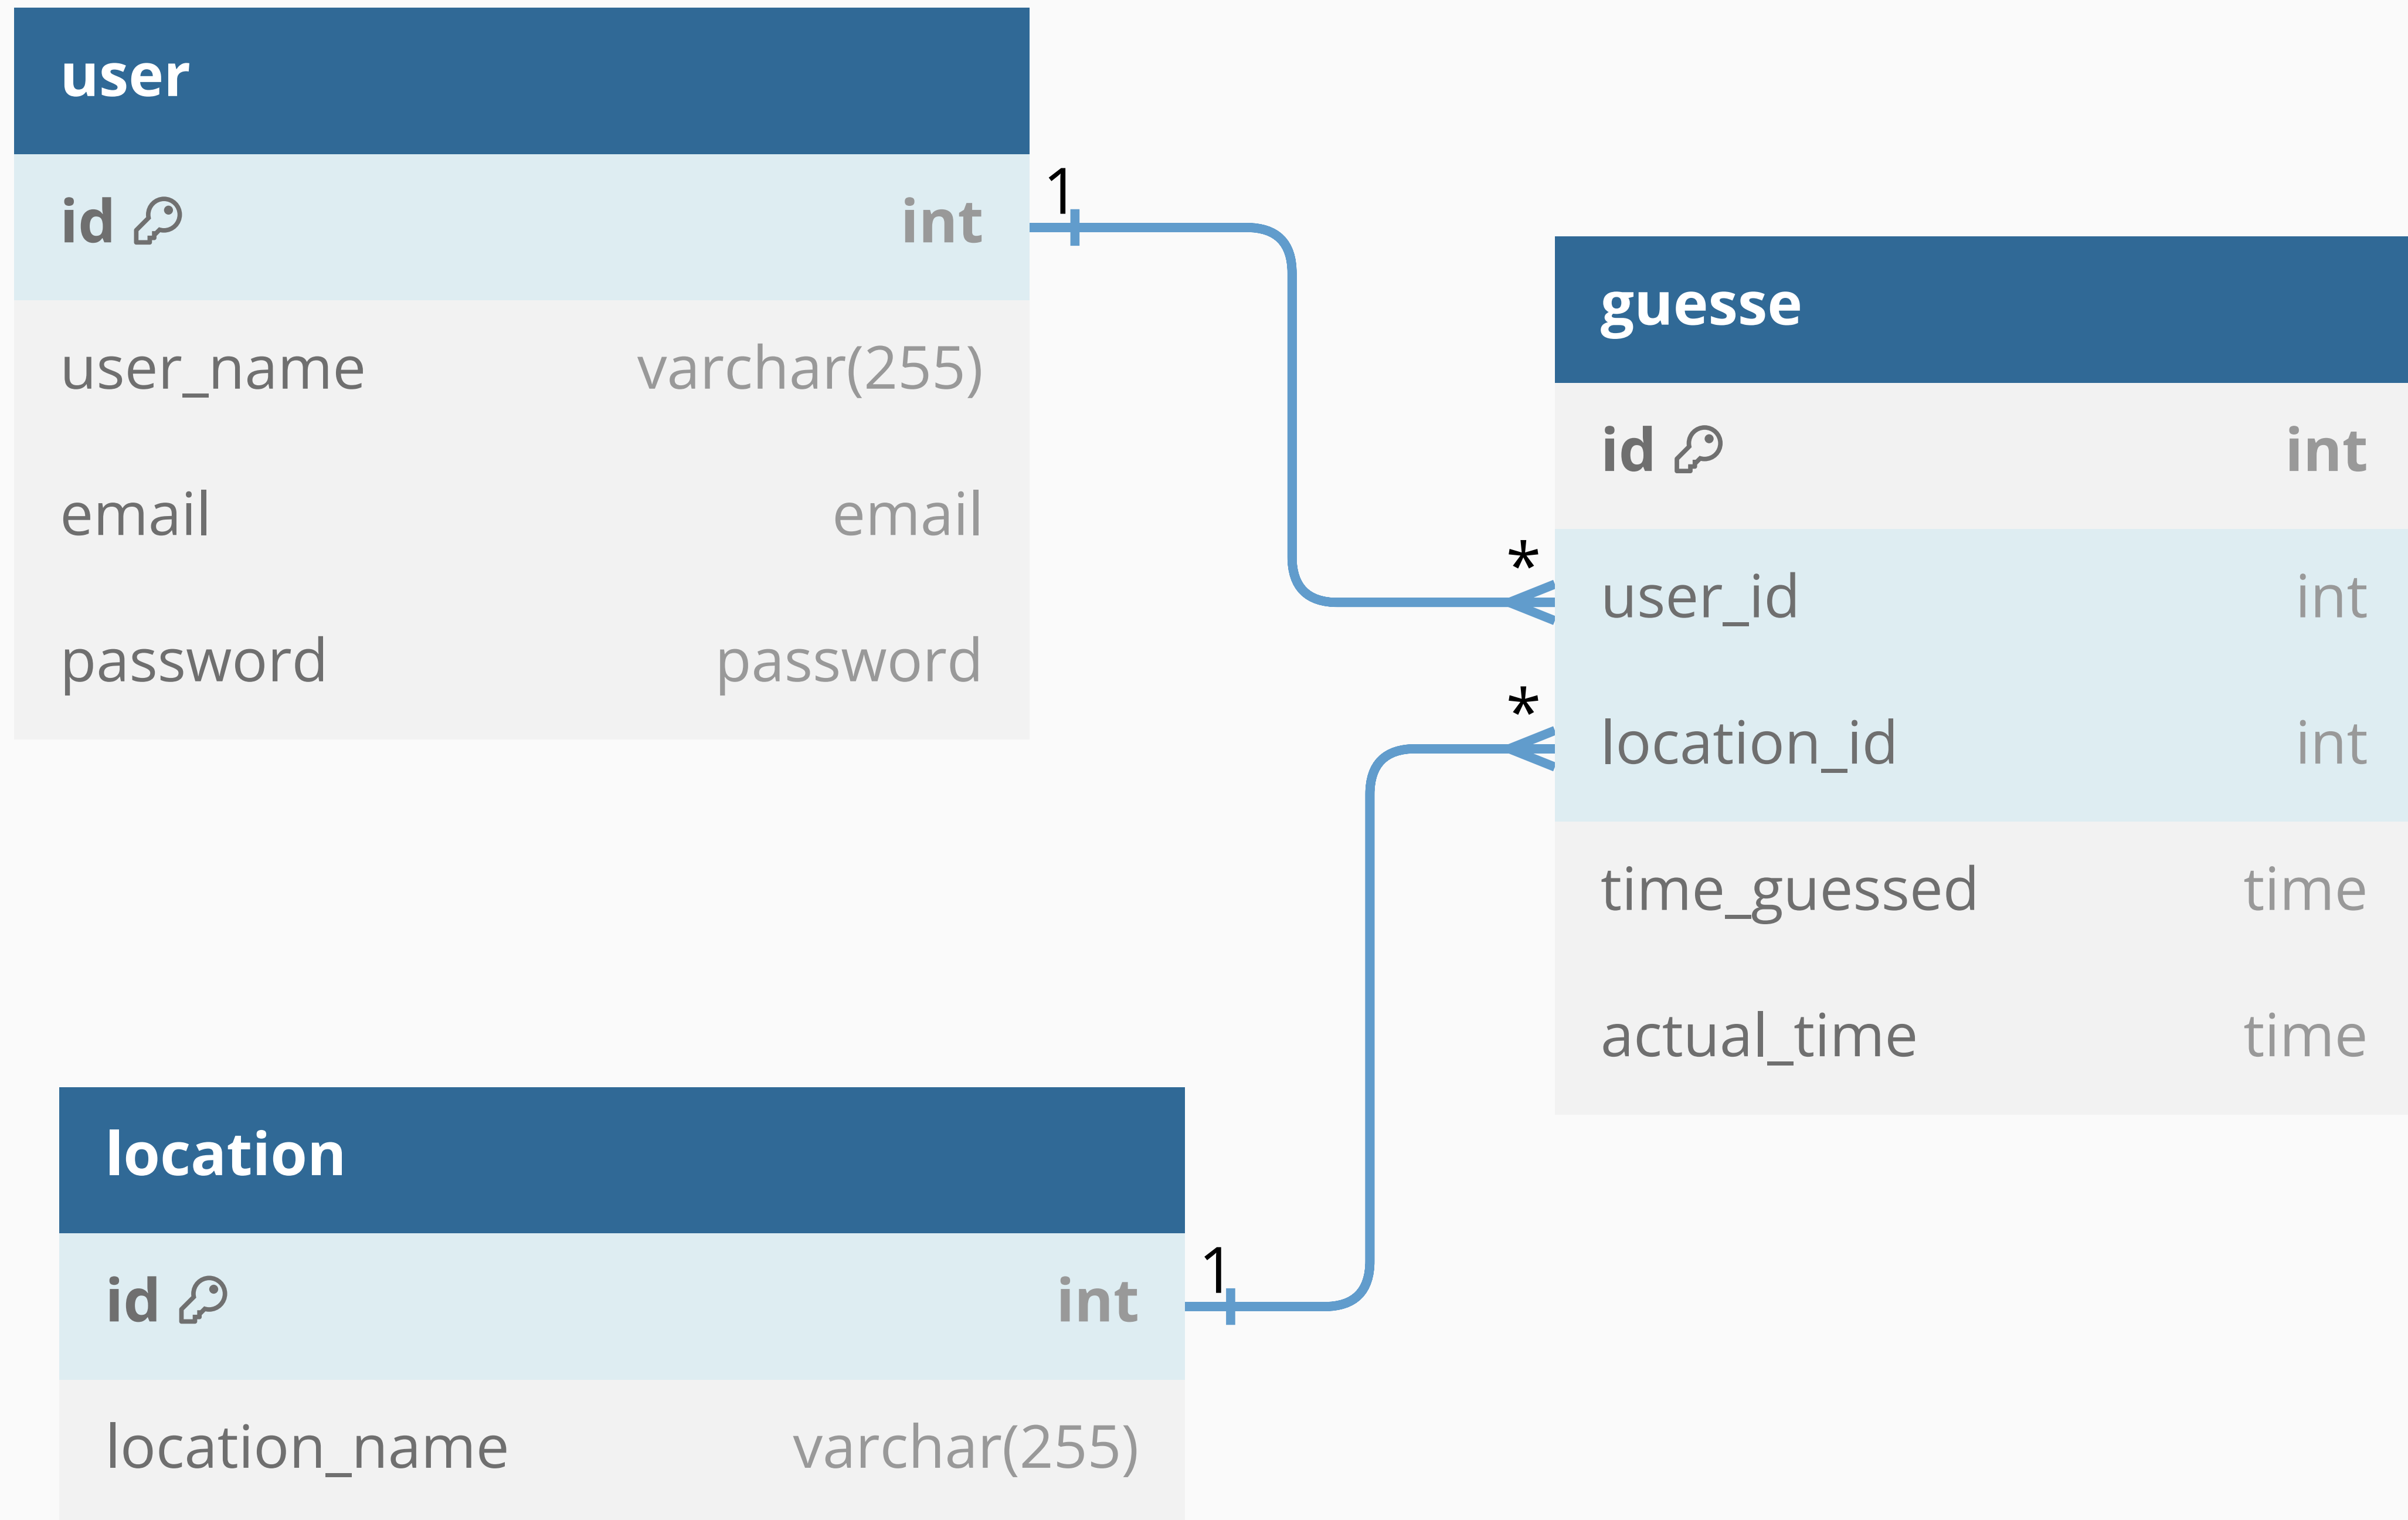 user
id int
user_name varchar(255)
email email
password password
1
*
*
1
guesse
id int
user_id int
location_id int
time_guessed time
actual_time time
location
id int
location_name varchar(255)